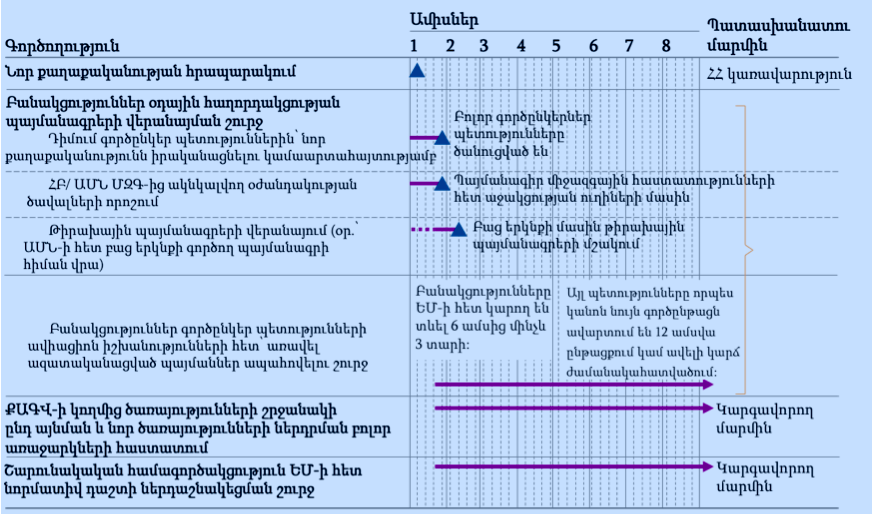 Ամիսներ
Պատասխանատու
մարմին
Գործողություն
1 2 3 4 5 6 7 8
Նոր քաղաքականության հրապարակում
ՀՀ կառավարություն
Բանակցություններ օդային հաղորդակցության
պայմանագրերի վերանայման շուրջ
Դիմում գործընկեր պետություններին՝ նոր
քաղաքականությունն իրականացնելու կամաարտահայտությամբ
Բոլոր գործընկերներ
պետությունները
ծանուցված են
ՀԲ/ ԱՄՆ ՄԶԳ-ից ակնկալվող օժանդակության
ծավալների որոշում
Պայմանագիր միջազգային հաստատությունների
հետ աջակցության ուղիների մասին
Թիրախային պայմանագրերի վերանայում (օր.՝
ԱՄՆ-ի հետ բաց երկնքի գործող պայմանագրի
հիման վրա)
Բաց երկնքի մասին թիրախային
պայմանագրերի մշակում
Բանակցություններ գործընկեր պետությունների
ավիացիոն իշխանությունների հետ՝ առավել
ազատականացված պայմաններ ապահովելու շուրջ
Բանակցությունները
ԵՄ-ի հետ կարող են
տևել 6 ամսից մինչև
3 տարի:
Այլ պետությունները որպես
կանոն նույն գործընթացն
ավարտում են 12 ամսվա
ընթացքում կամ ավելի կարճ
ժամանակահատվածում:
ՔԱԳՎ-ի կողմից ծառայությունների շրջանակի
ընդ այնման և նոր ծառայությունների ներդրման բոլոր
առաջարկների հաստատում
Կարգավորող
մարմին
Շարունակական համագործակցություն ԵՄ-ի հետ
նորմատիվ դաշտի ներդաշնակեցման շուրջ
Կարգավորող
մարմին